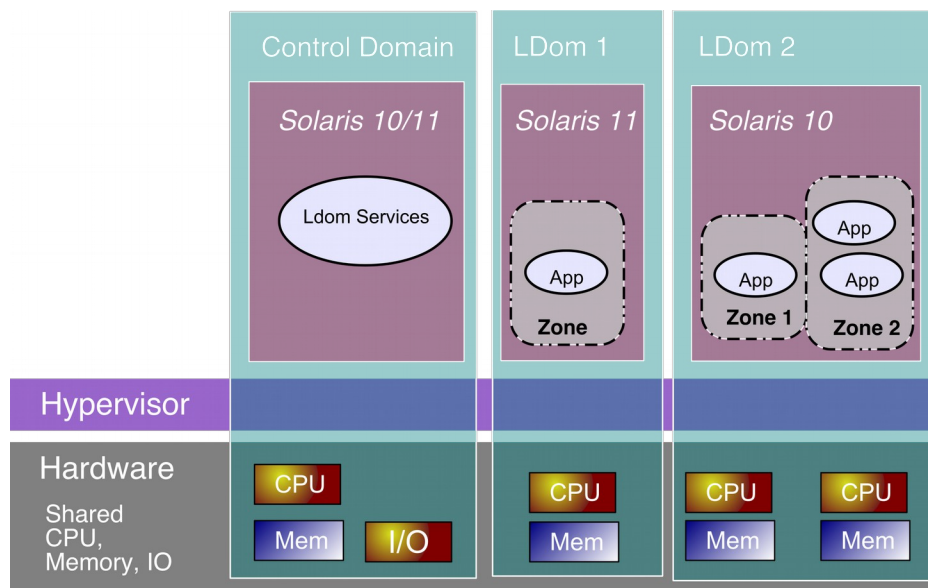 Control Domain
LDom 1
LDom 2
Solaris 10/11
Solaris 11
Solaris 10
Ldom Services
App
Zone
App
Zone 1
App
App
Zone 2
Hypervisor
Hardware
Shared
CPU,
Memory, IO
CPU
Mem
I/O
CPU
Mem
CPU
Mem
CPU
Mem